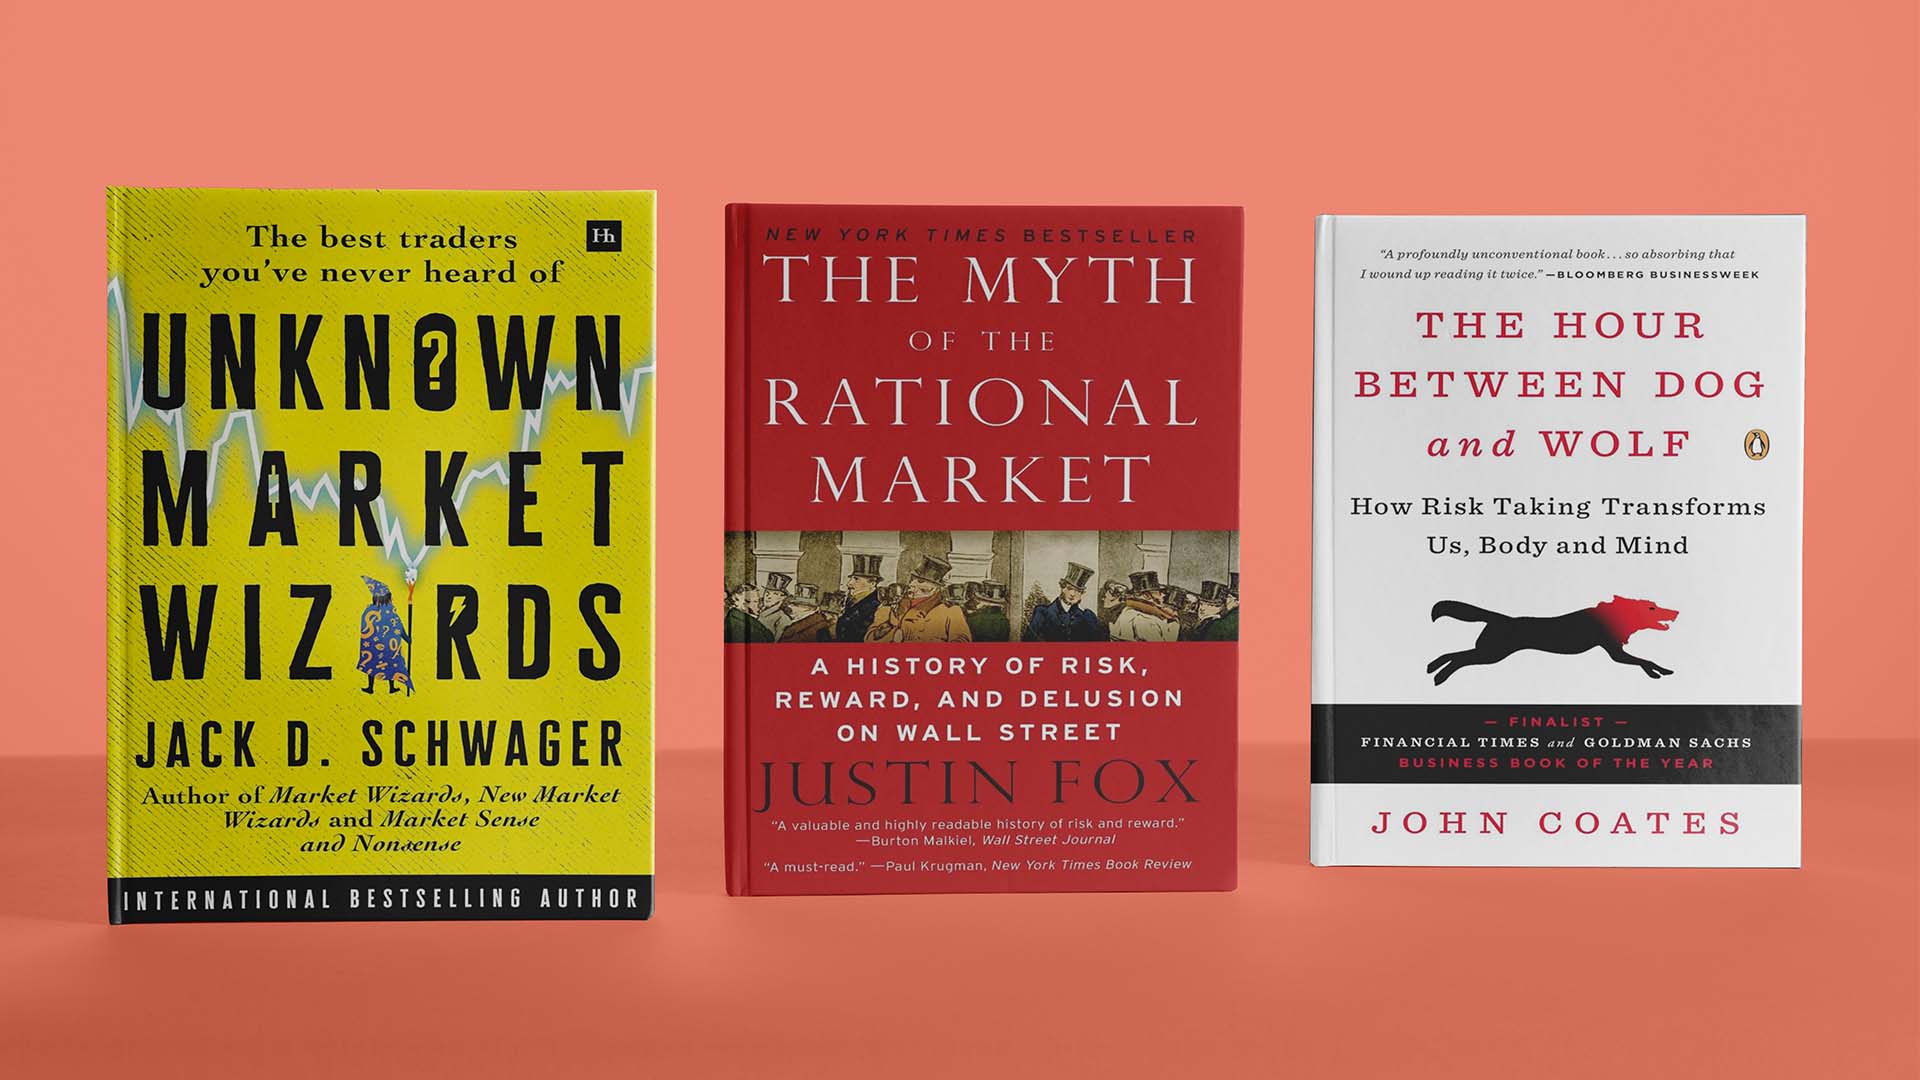 The best traders
you've never heard of
Hh
UNKNOWN
MARKET
WIZARDS
JACK D. SCHWAGER
Author of Market Wizards, New Market
Wizards and Market Sense
and Nonsense
INTERNATIONAL BESTSELLING AUTHOR
NEW YORK TIMES BESTSELLER
THE MYTH
OF THE
RATIONAL
MARKET
A HISTORY OF RISK,
REWARD, AND DELUSION
ON WALL STREET
JUSTIN FOX
"A valuable and highly readable history of risk and reward."
—Burton Malkiel, Wall Street Journal
"A must-read." —Paul Krugman, New York Times Book Review
"A profoundly unconventional book . . . so absorbing that
I wound up reading it twice." —BLOOMBERG BUSINESSWEEK
THE HOUR
BETWEEN DOG
and WOLF
How Risk Taking Transforms
Us, Body and Mind
— FINALIST —
FINANCIAL TIMES and GOLDMAN SACHS
BUSINESS BOOK OF THE YEAR
JOHN COATES